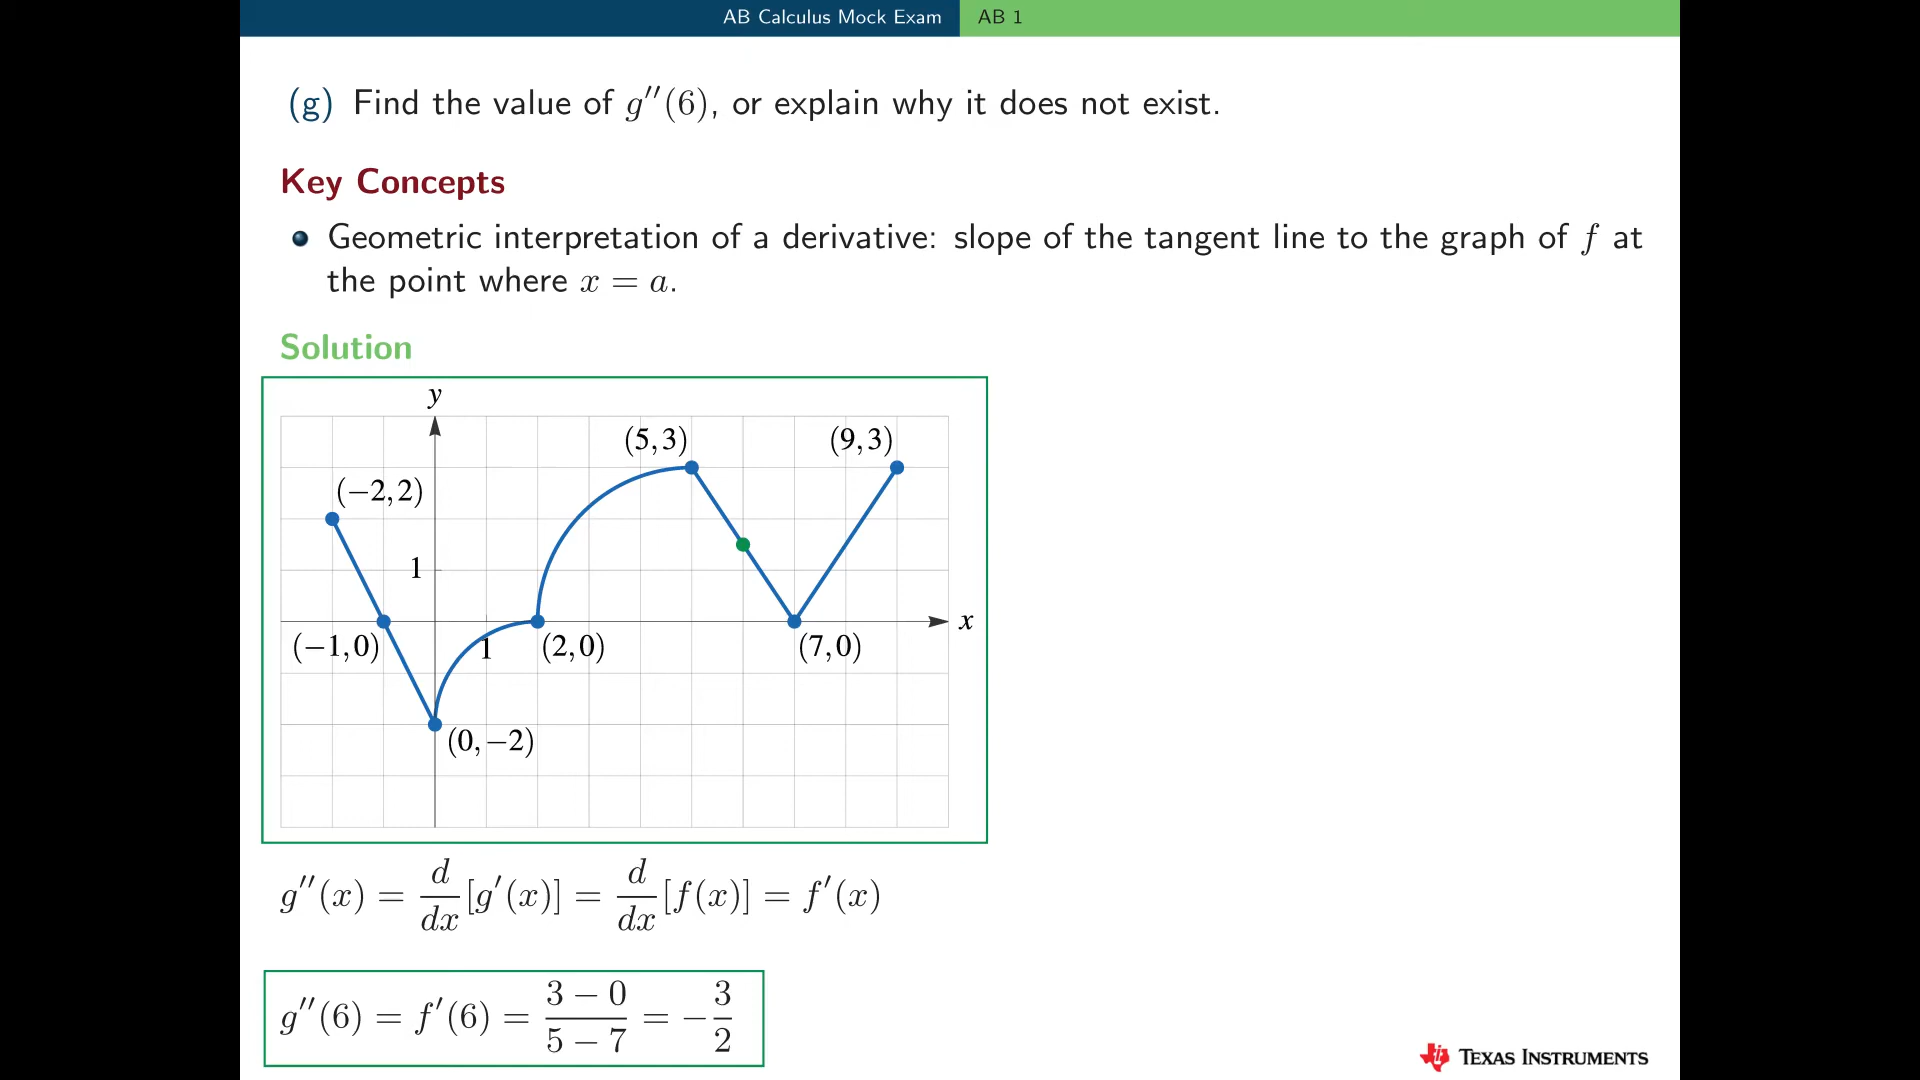 AB Calculus Mock Exam AB 1
(g) Find the value of g″(6), or explain why it does not exist.
Key Concepts
Geometric interpretation of a derivative: slope of the tangent line to the graph of f at
the point where x = a.
Solution
y
(5,3) (9,3)
(−2,2)
1
x
(−1,0) 1 (2,0) (7,0)
(0,−2)
g″(x) = d/dx [g′(x)] = d/dx [f(x)] = f′(x)
g″(6) = f′(6) = (3 − 0)/(5 − 7) = −3/2
TEXAS INSTRUMENTS